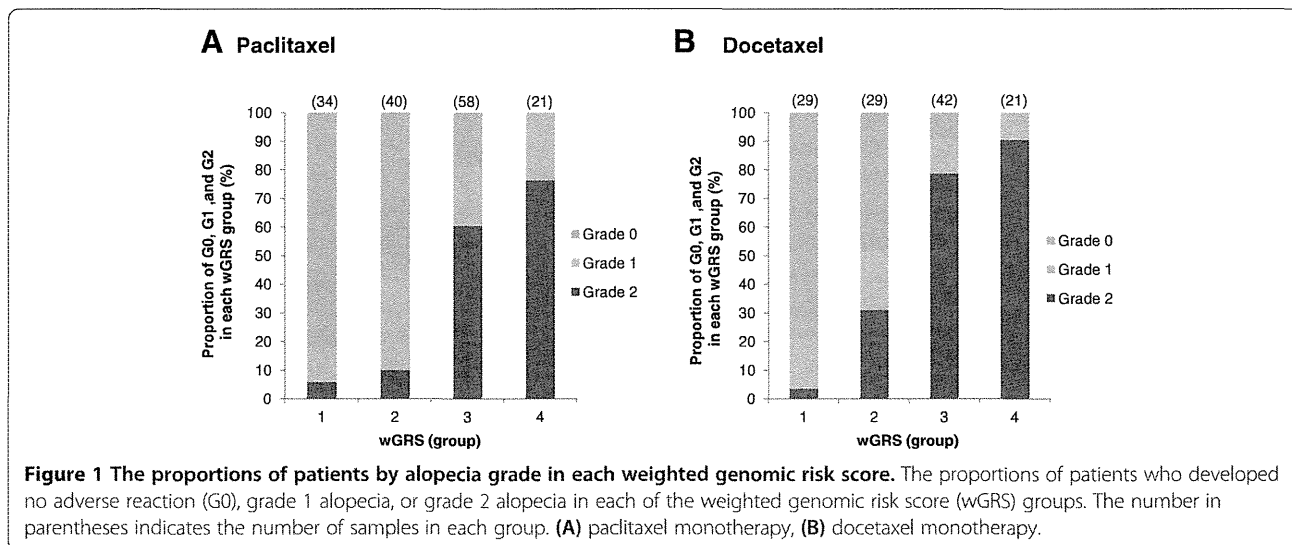 A Paclitaxel
(34) (40) (58) (21)
100
90
80
70
60
50
40
30
20
10
0
Proportion of G0, G1 ,and G2
in each wGRS group (%)
Grade 0
Grade 1
Grade 2
1 2 3 4
wGRS (group)
B Docetaxel
(29) (29) (42) (21)
100
90
80
70
60
50
40
30
20
10
0
Proportion of G0, G1 ,and G2
in each wGRS group (%)
Grade 0
Grade 1
Grade 2
1 2 3 4
wGRS (group)
Figure 1 The proportions of patients by alopecia grade in each weighted genomic risk score. The proportions of patients who developed
no adverse reaction (G0), grade 1 alopecia, or grade 2 alopecia in each of the weighted genomic risk score (wGRS) groups. The number in
parentheses indicates the number of samples in each group. (A) paclitaxel monotherapy, (B) docetaxel monotherapy.